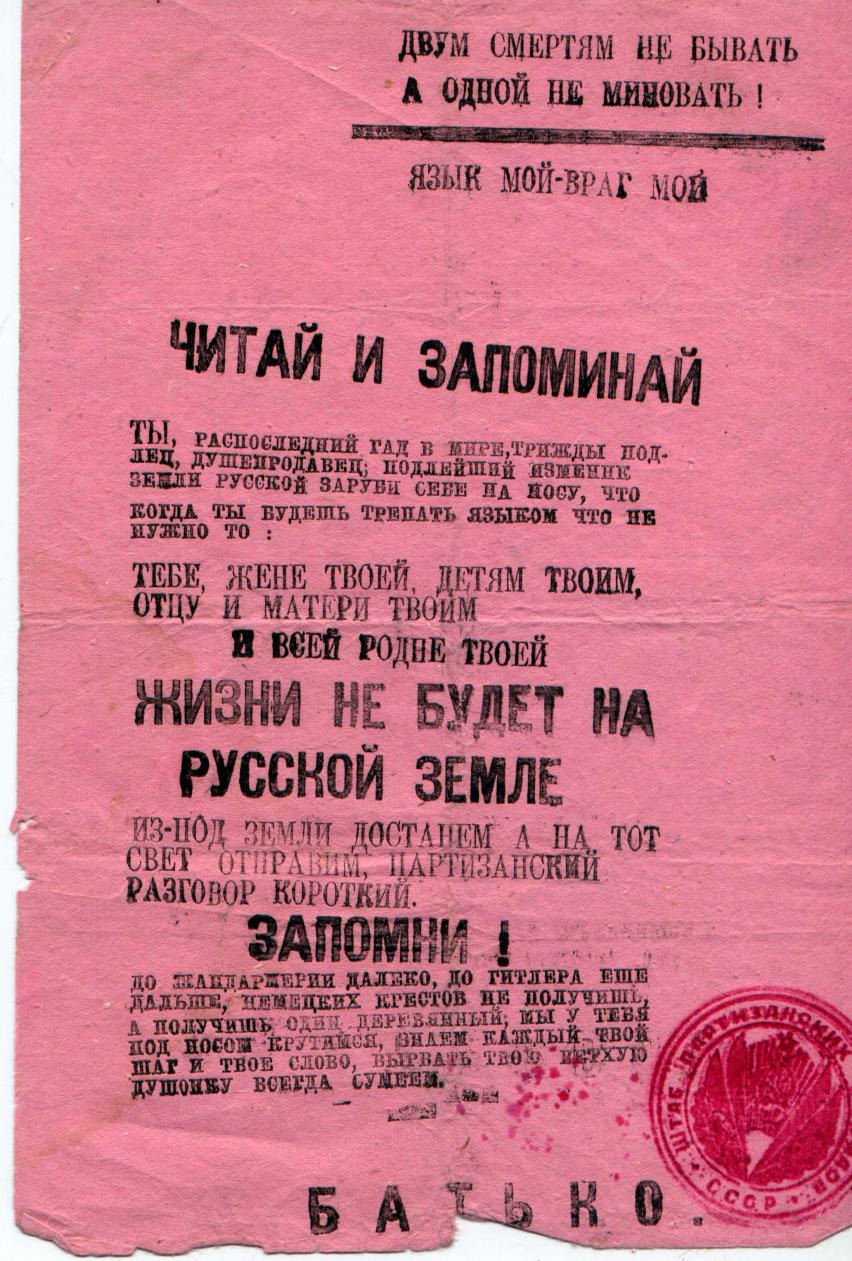 ДВУМ СМЕРТЯМ НЕ БЫВАТЬ
А ОДНОЙ НЕ МИНОВАТЬ !
ЯЗЫК МОЙ-ВРАГ МОЙ
ЧИТАЙ И ЗАПОМИНАЙ
ТЫ, РАСПОСЛЕДНИЙ ГАД В МИРЕ,ТРИЖДЫ ПОД-
ЛЕЦ, ДУШЕПРОДАВЕЦ, ПОДЛЕЙШИЙ ИЗМЕННИК
ЗЕМЛИ РУССКОЙ ЗАРУБИ СЕБЕ НА НОСУ, ЧТО
КОГДА ТЫ БУДЕШЬ ТРЕПАТЬ ЯЗЫКОМ ЧТО НЕ
НУЖНО ТО :
ТЕБЕ, ЖЕНЕ ТВОЕЙ, ДЕТЯМ ТВОИМ,
ОТЦУ И МАТЕРИ ТВОИМ
И ВСЕЙ РОДНЕ ТВОЕЙ
ЖИЗНИ НЕ БУДЕТ НА
РУССКОЙ ЗЕМЛЕ
ИЗ-ПОД ЗЕМЛИ ДОСТАНЕМ А НА ТОТ
СВЕТ ОТПРАВИМ, ПАРТИЗАНСКИЙ
РАЗГОВОР КОРОТКИЙ.
ЗАПОМНИ !
ДО ЖАНДАРМЕРИИ ДАЛЕКО, ДО ГИТЛЕРА ЕЩЕ
ДАЛЬШЕ, НЕМЕЦКИХ КРЕСТОВ НЕ ПОЛУЧИШЬ,
А ПОЛУЧИШЬ ОДИН ДЕРЕВЯННЫЙ, МЫ У ТЕБЯ
ПОД НОСОМ КРУТИМСЯ, ЗНАЕМ КАЖДЫЙ ТВОЙ
ШАГ И ТВОЕ СЛОВО, ВЫРВАТЬ ТВОЮ ВЕТХУЮ
ДУШОНКУ ВСЕГДА СУМЕЕМ.
БАТЬКО.
ШТАБ ПАРТИЗАНСКИХ
СССР